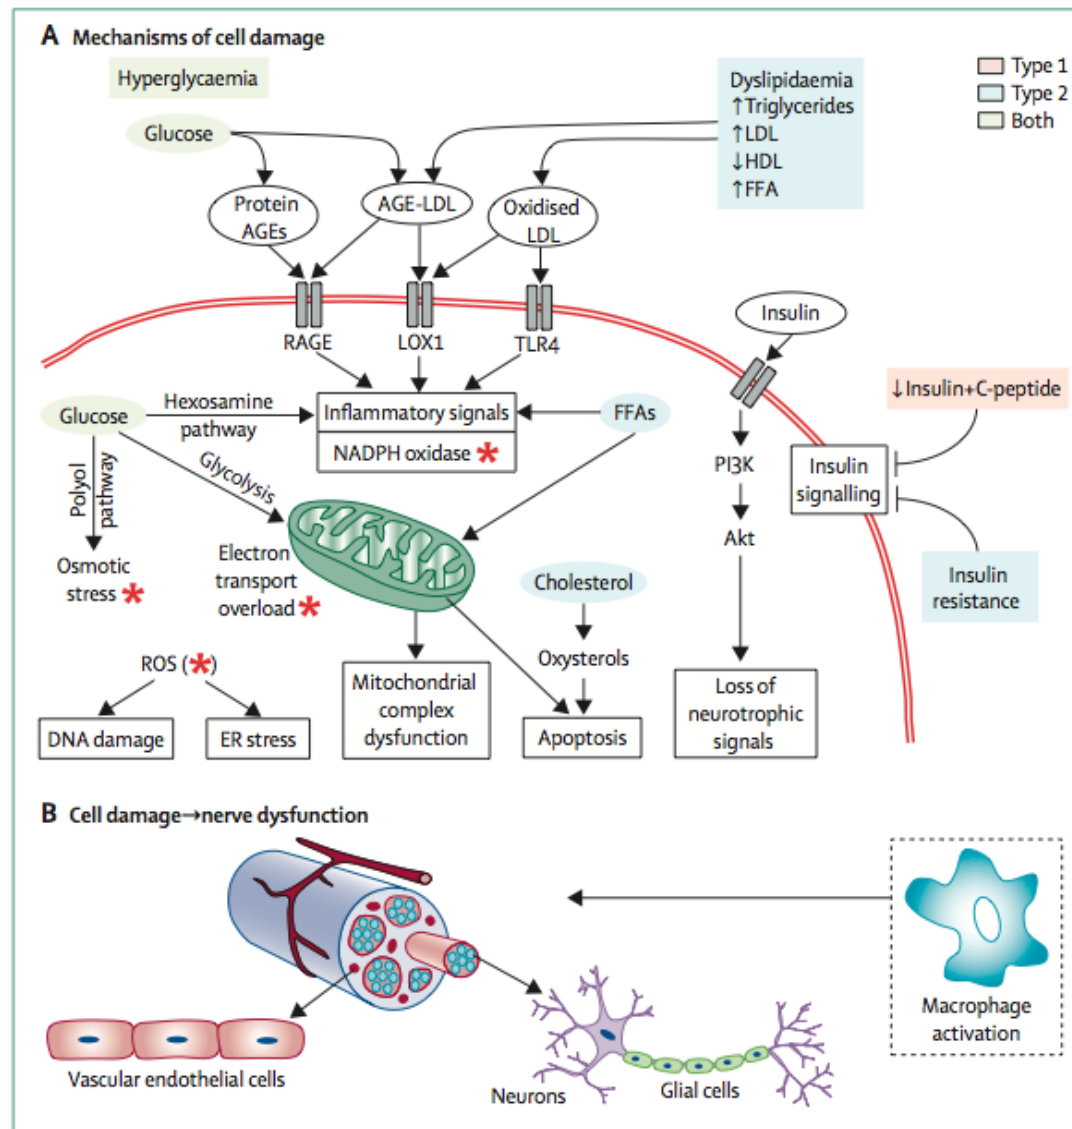 A Mechanisms of cell damage
Hyperglycaemia
Dyslipidaemia
↑Triglycerides
↑LDL
↓HDL
↑FFA
Type 1
Type 2
Both
Glucose
Protein
AGEs
AGE-LDL
Oxidised
LDL
RAGE
LOX1
TLR4
Insulin
↓Insulin+C-peptide
Glucose
Hexosamine
pathway
Inflammatory signals
NADPH oxidase *
FFAs
Polyol
pathway
Glycolysis
PI3K
Insulin
signalling
Akt
Osmotic
stress *
Electron
transport
overload *
Cholesterol
Insulin
resistance
ROS (*)
Oxysterols
DNA damage
ER stress
Mitochondrial
complex
dysfunction
Apoptosis
Loss of
neurotrophic
signals
B Cell damage→nerve dysfunction
Macrophage
activation
Vascular endothelial cells
Neurons
Glial cells